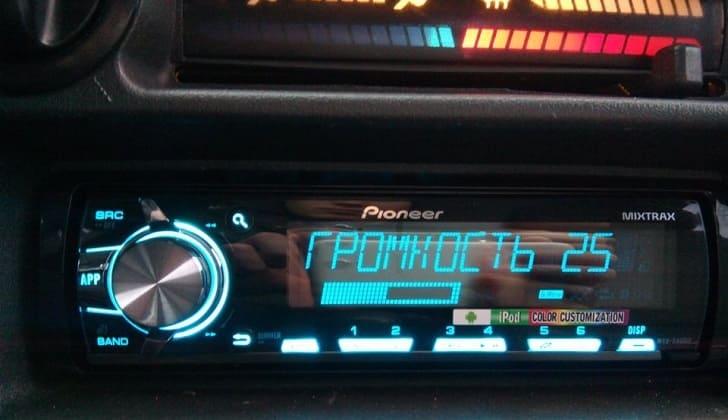 Pioneer
SRC
MIXTRAX
ГРОМКОСТЬ 25
APP
iPod COLOR CUSTOMIZATION
BAND
1 2 3 4 5 6 DISP